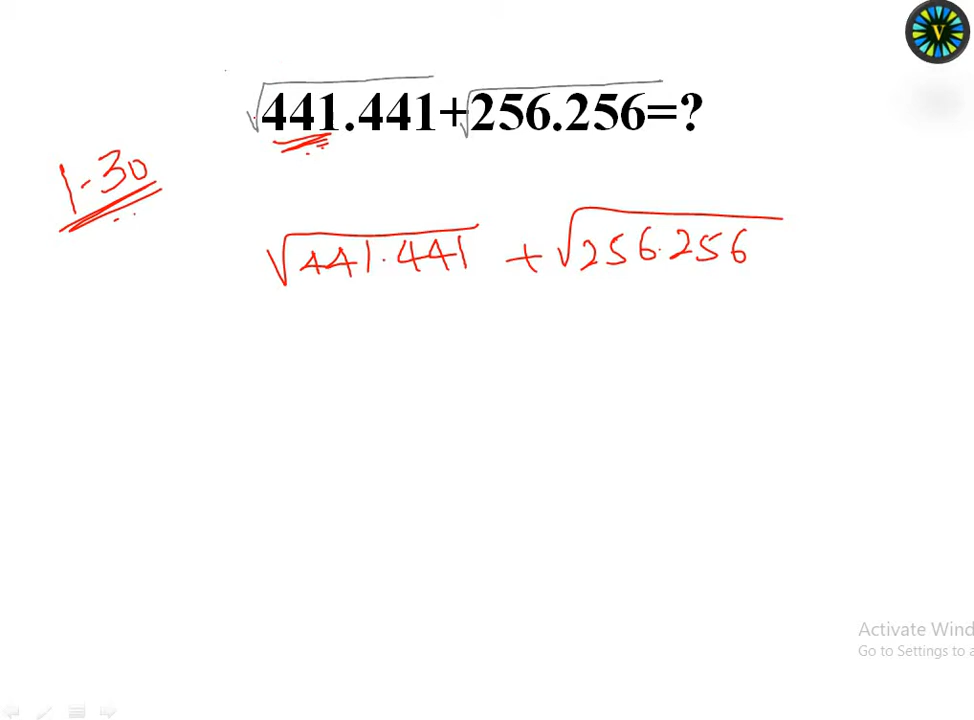 V
√441.441+√256.256=?
1-30
√441.441 + √256.256
Activate Wind
Go to Settings to a